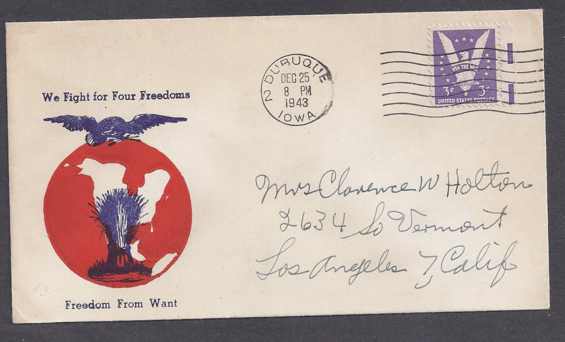 We Fight for Four Freedoms
Freedom From Want
2 DUBUQUE
DEC 25
8 PM
1943
IOWA
WIN THE WAR
3¢ 3¢
UNITED STATES POSTAGE
Mrs Clarence W Holton
2634 So Vermont
Los Angeles 7, Calif